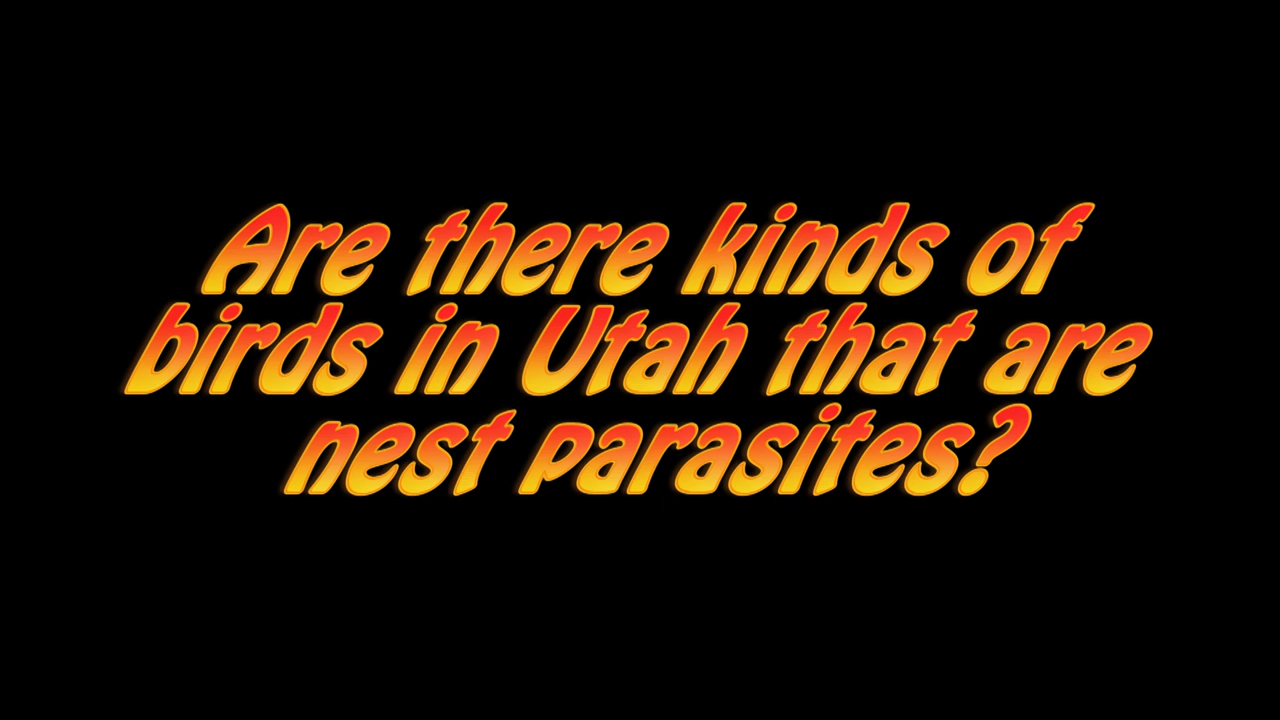 Are there kinds of
birds in Utah that are
nest parasites?